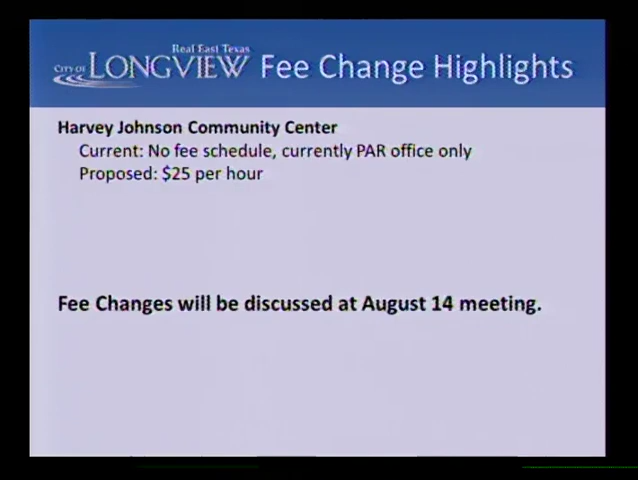 Real East Texas
CITY OF LONGVIEW Fee Change Highlights
Harvey Johnson Community Center
Current: No fee schedule, currently PAR office only
Proposed: $25 per hour
Fee Changes will be discussed at August 14 meeting.